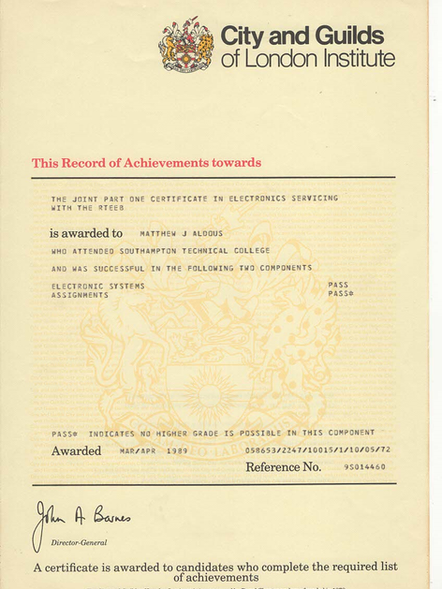 City and Guilds
of London Institute
This Record of Achievements towards
THE JOINT PART ONE CERTIFICATE IN ELECTRONICS SERVICING
WITH THE RTEEB
is awarded to MATTHEW J ALDOUS
WHO ATTENDED SOUTHAMPTON TECHNICAL COLLEGE
AND WAS SUCCESSFUL IN THE FOLLOWING TWO COMPONENTS
ELECTRONIC SYSTEMS PASS
ASSIGNMENTS PASS*
PASS* INDICATES NO HIGHER GRADE IS POSSIBLE IN THIS COMPONENT
Awarded MAR/APR 1989 058653/2247/10015/1/10/05/72
Reference No. 9S014460
John A Barnes
Director-General
A certificate is awarded to candidates who complete the required list
of achievements